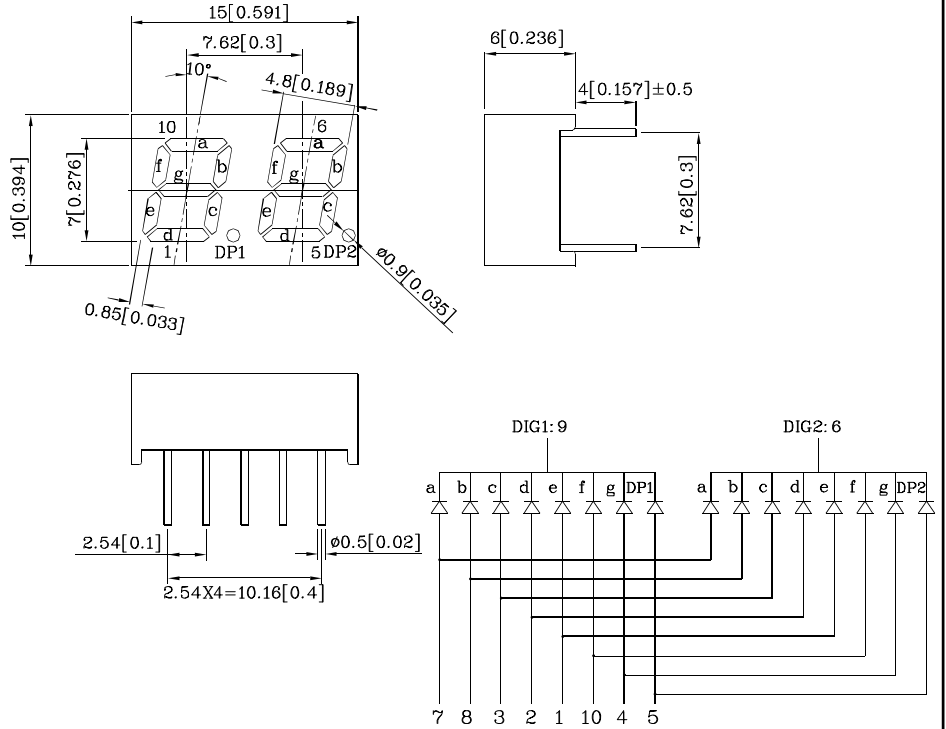 15[0.591]
7.62[0.3]
10°
4.8[0.189]
10 6
a a
f b f b
g g
e c e c
d d
1 DP1 5 DP2
10[0.394]
7[0.276]
0.85[0.033]
ø0.9[0.035]
6[0.236]
4[0.157]±0.5
7.62[0.3]
2.54[0.1]
ø0.5[0.02]
2.54X4=10.16[0.4]
DIG1:9 DIG2:6
a b c d e f g DP1 a b c d e f g DP2
7 8 3 2 1 10 4 5